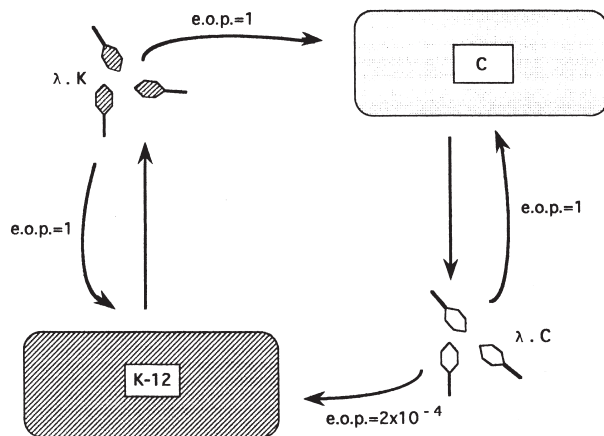 e.o.p.=1
λ . K
C
e.o.p.=1
e.o.p.=1
λ . C
K-12
e.o.p.=2x10⁻⁴